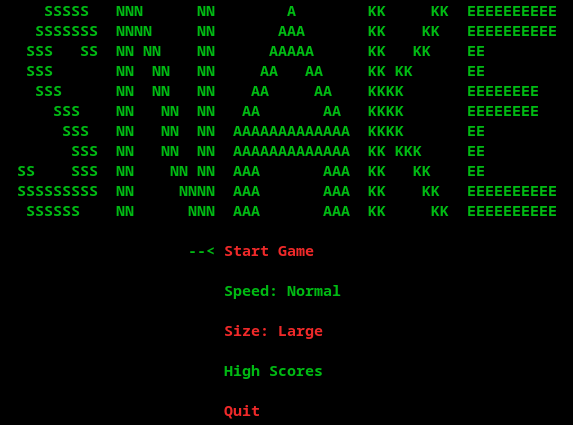 SSSSS   NNN      NN        A        KK     KK  EEEEEEEEEE
  SSSSSSS  NNNN     NN       AAA       KK    KK   EEEEEEEEEE
 SSS   SS  NN NN    NN      AAAAA      KK   KK    EE
 SSS       NN  NN   NN     AA   AA     KK KK      EE
  SSS      NN  NN   NN    AA     AA    KKKK       EEEEEEEE
    SSS    NN   NN  NN   AA       AA   KKKK       EEEEEEEE
     SSS   NN   NN  NN  AAAAAAAAAAAAA  KKKK       EE
      SSS  NN   NN  NN  AAAAAAAAAAAAA  KK KKK     EE
SS    SSS  NN    NN NN  AAA       AAA  KK   KK    EE
SSSSSSSSS  NN     NNNN  AAA       AAA  KK    KK   EEEEEEEEEE
 SSSSSS    NN      NNN  AAA       AAA  KK     KK  EEEEEEEEEE
--< Start Game
Speed: Normal
Size: Large
High Scores
Quit